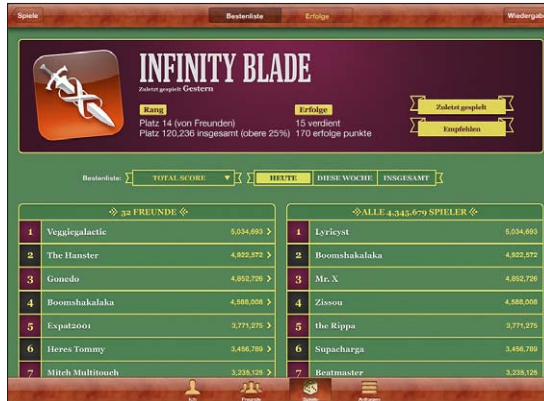 Spiele
Bestenliste
Erfolge
Wiedergabe
INFINITY BLADE
Zuletzt gespielt Gestern
Rang
Platz 14 (von Freunden)
Platz 120,236 insgesamt (obere 25%)
Erfolge
15 verdient
170 erfolge punkte
Zuletzt gespielt
Empfehlen
Bestenliste:
TOTAL SCORE
HEUTE
DIESE WOCHE
INSGESAMT
32 FREUNDE
1 Veggiegalactic 5,034,693
2 The Hanster 4,922,572
3 Gonedo 4,852,726
4 Boomshakalaka 4,588,008
5 Expat2001 3,771,275
6 Heres Tommy 3,456,789
7 Mitch Multitouch 3,238,128
ALLE 4,345,679 SPIELER
1 Lyricyst 5,034,693
2 Boomshakalaka 4,922,572
3 Mr. X 4,852,726
4 Zissou 4,588,008
5 the Rippa 3,771,275
6 Supacharga 3,456,789
7 Beatmaster 3,238,128
Ich
Freunde
Spiele
Anfragen